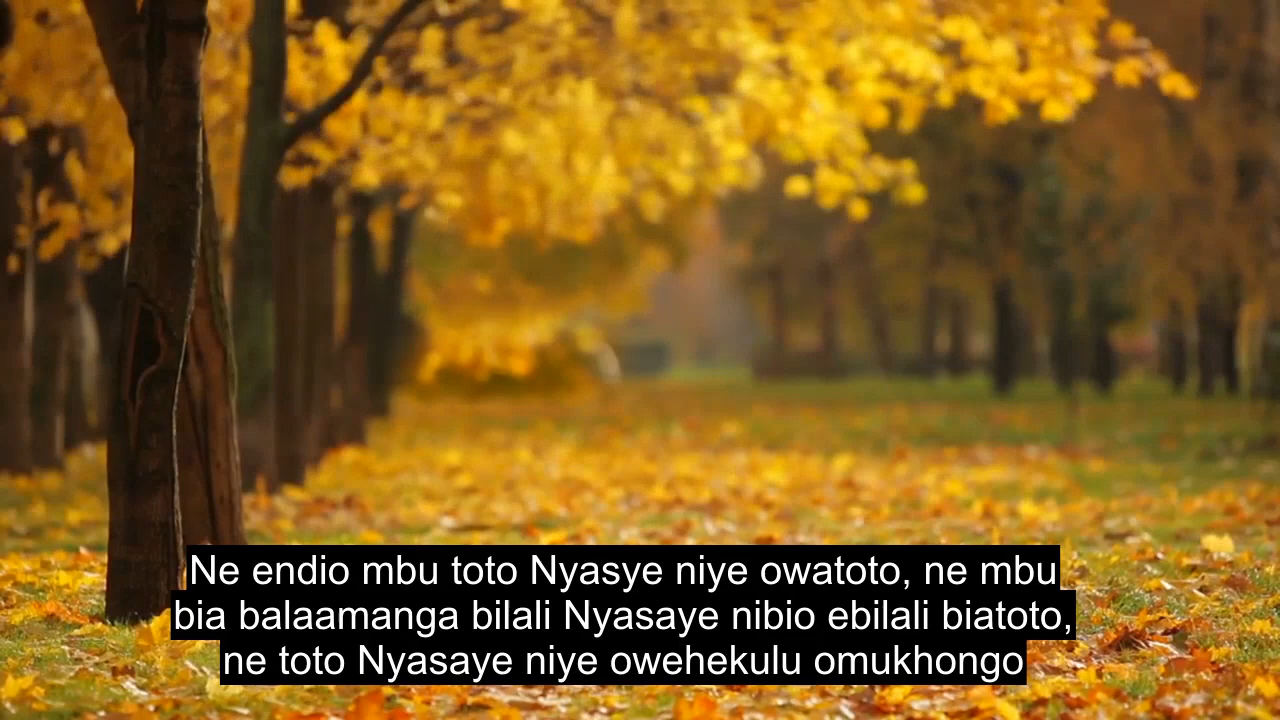 Ne endio mbu toto Nyasye niye owatoto, ne mbu
bia balaamanga bilali Nyasaye nibio ebilali biatoto,
ne toto Nyasaye niye owehekulu omukhongo